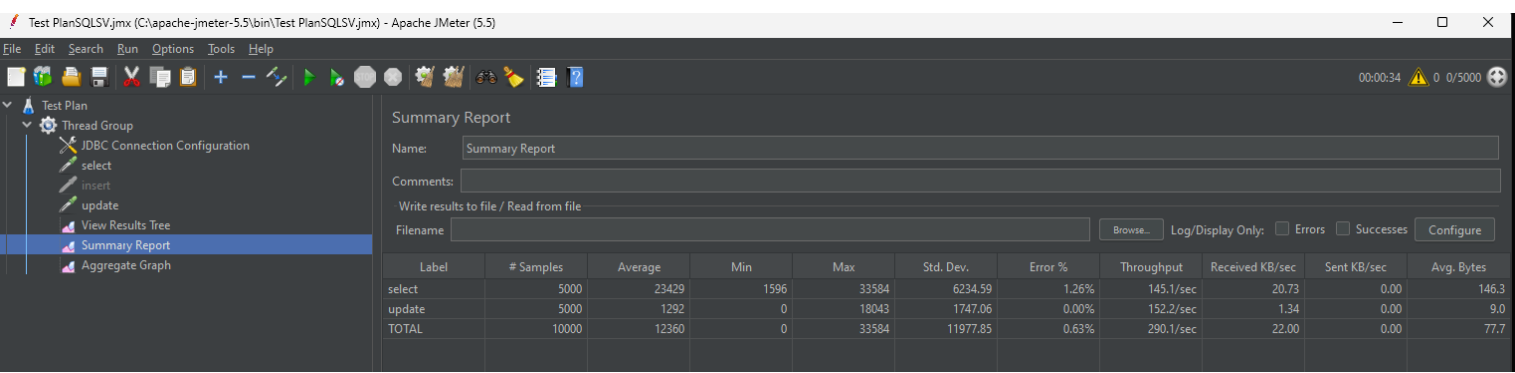 Test PlanSQLSV.jmx (C:\apache-jmeter-5.5\bin\Test PlanSQLSV.jmx) - Apache JMeter (5.5)
File Edit Search Run Options Tools Help
STOP 00:00:34 0 0/5000
Test Plan
Thread Group
JDBC Connection Configuration
select
insert
update
View Results Tree
Summary Report
Aggregate Graph
Summary Report
Name: Summary Report
Comments:
Write results to file / Read from file
Filename Browse... Log/Display Only: Errors Successes Configure
Label # Samples Average Min Max Std. Dev. Error % Throughput Received KB/sec Sent KB/sec Avg. Bytes
select 5000 23429 1596 33584 6234.59 1.26% 145.1/sec 20.73 0.00 146.3
update 5000 1292 0 18043 1747.06 0.00% 152.2/sec 1.34 0.00 9.0
TOTAL 10000 12360 0 33584 11977.85 0.63% 290.1/sec 22.00 0.00 77.7